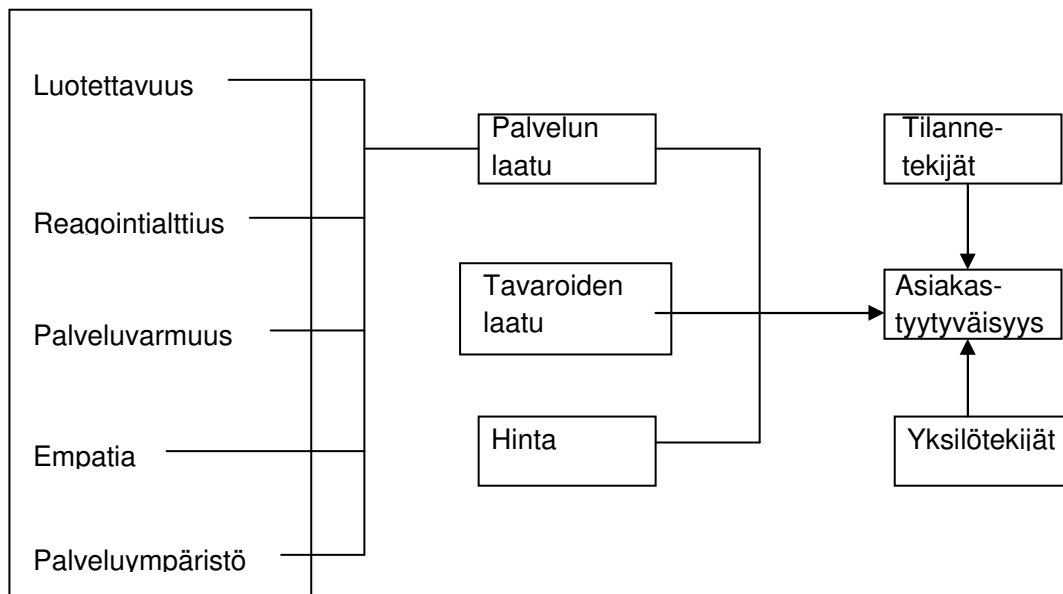 Luotettavuus
Reagointialttius
Palveluvarmuus
Empatia
Palveluympäristö
Palvelun
laatu
Tavaroiden
laatu
Hinta
Tilanne-
tekijät
Asiakas-
tyytyväisyys
Yksilötekijät